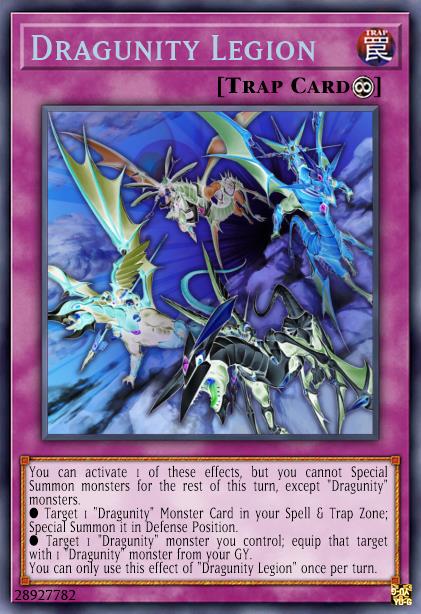 Dragunity Legion
TRAP
罠
[Trap Card]
You can activate 1 of these effects, but you cannot Special
Summon monsters for the rest of this turn, except "Dragunity"
monsters.
● Target 1 "Dragunity" Monster Card in your Spell & Trap Zone;
Special Summon it in Defense Position.
● Target 1 "Dragunity" monster you control; equip that target
with 1 "Dragunity" monster from your GY.
You can only use this effect of "Dragunity Legion" once per turn.
28927782